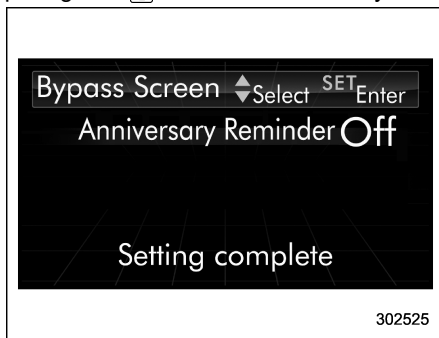 Bypass Screen Select SET Enter
Anniversary Reminder Off
Setting complete
302525